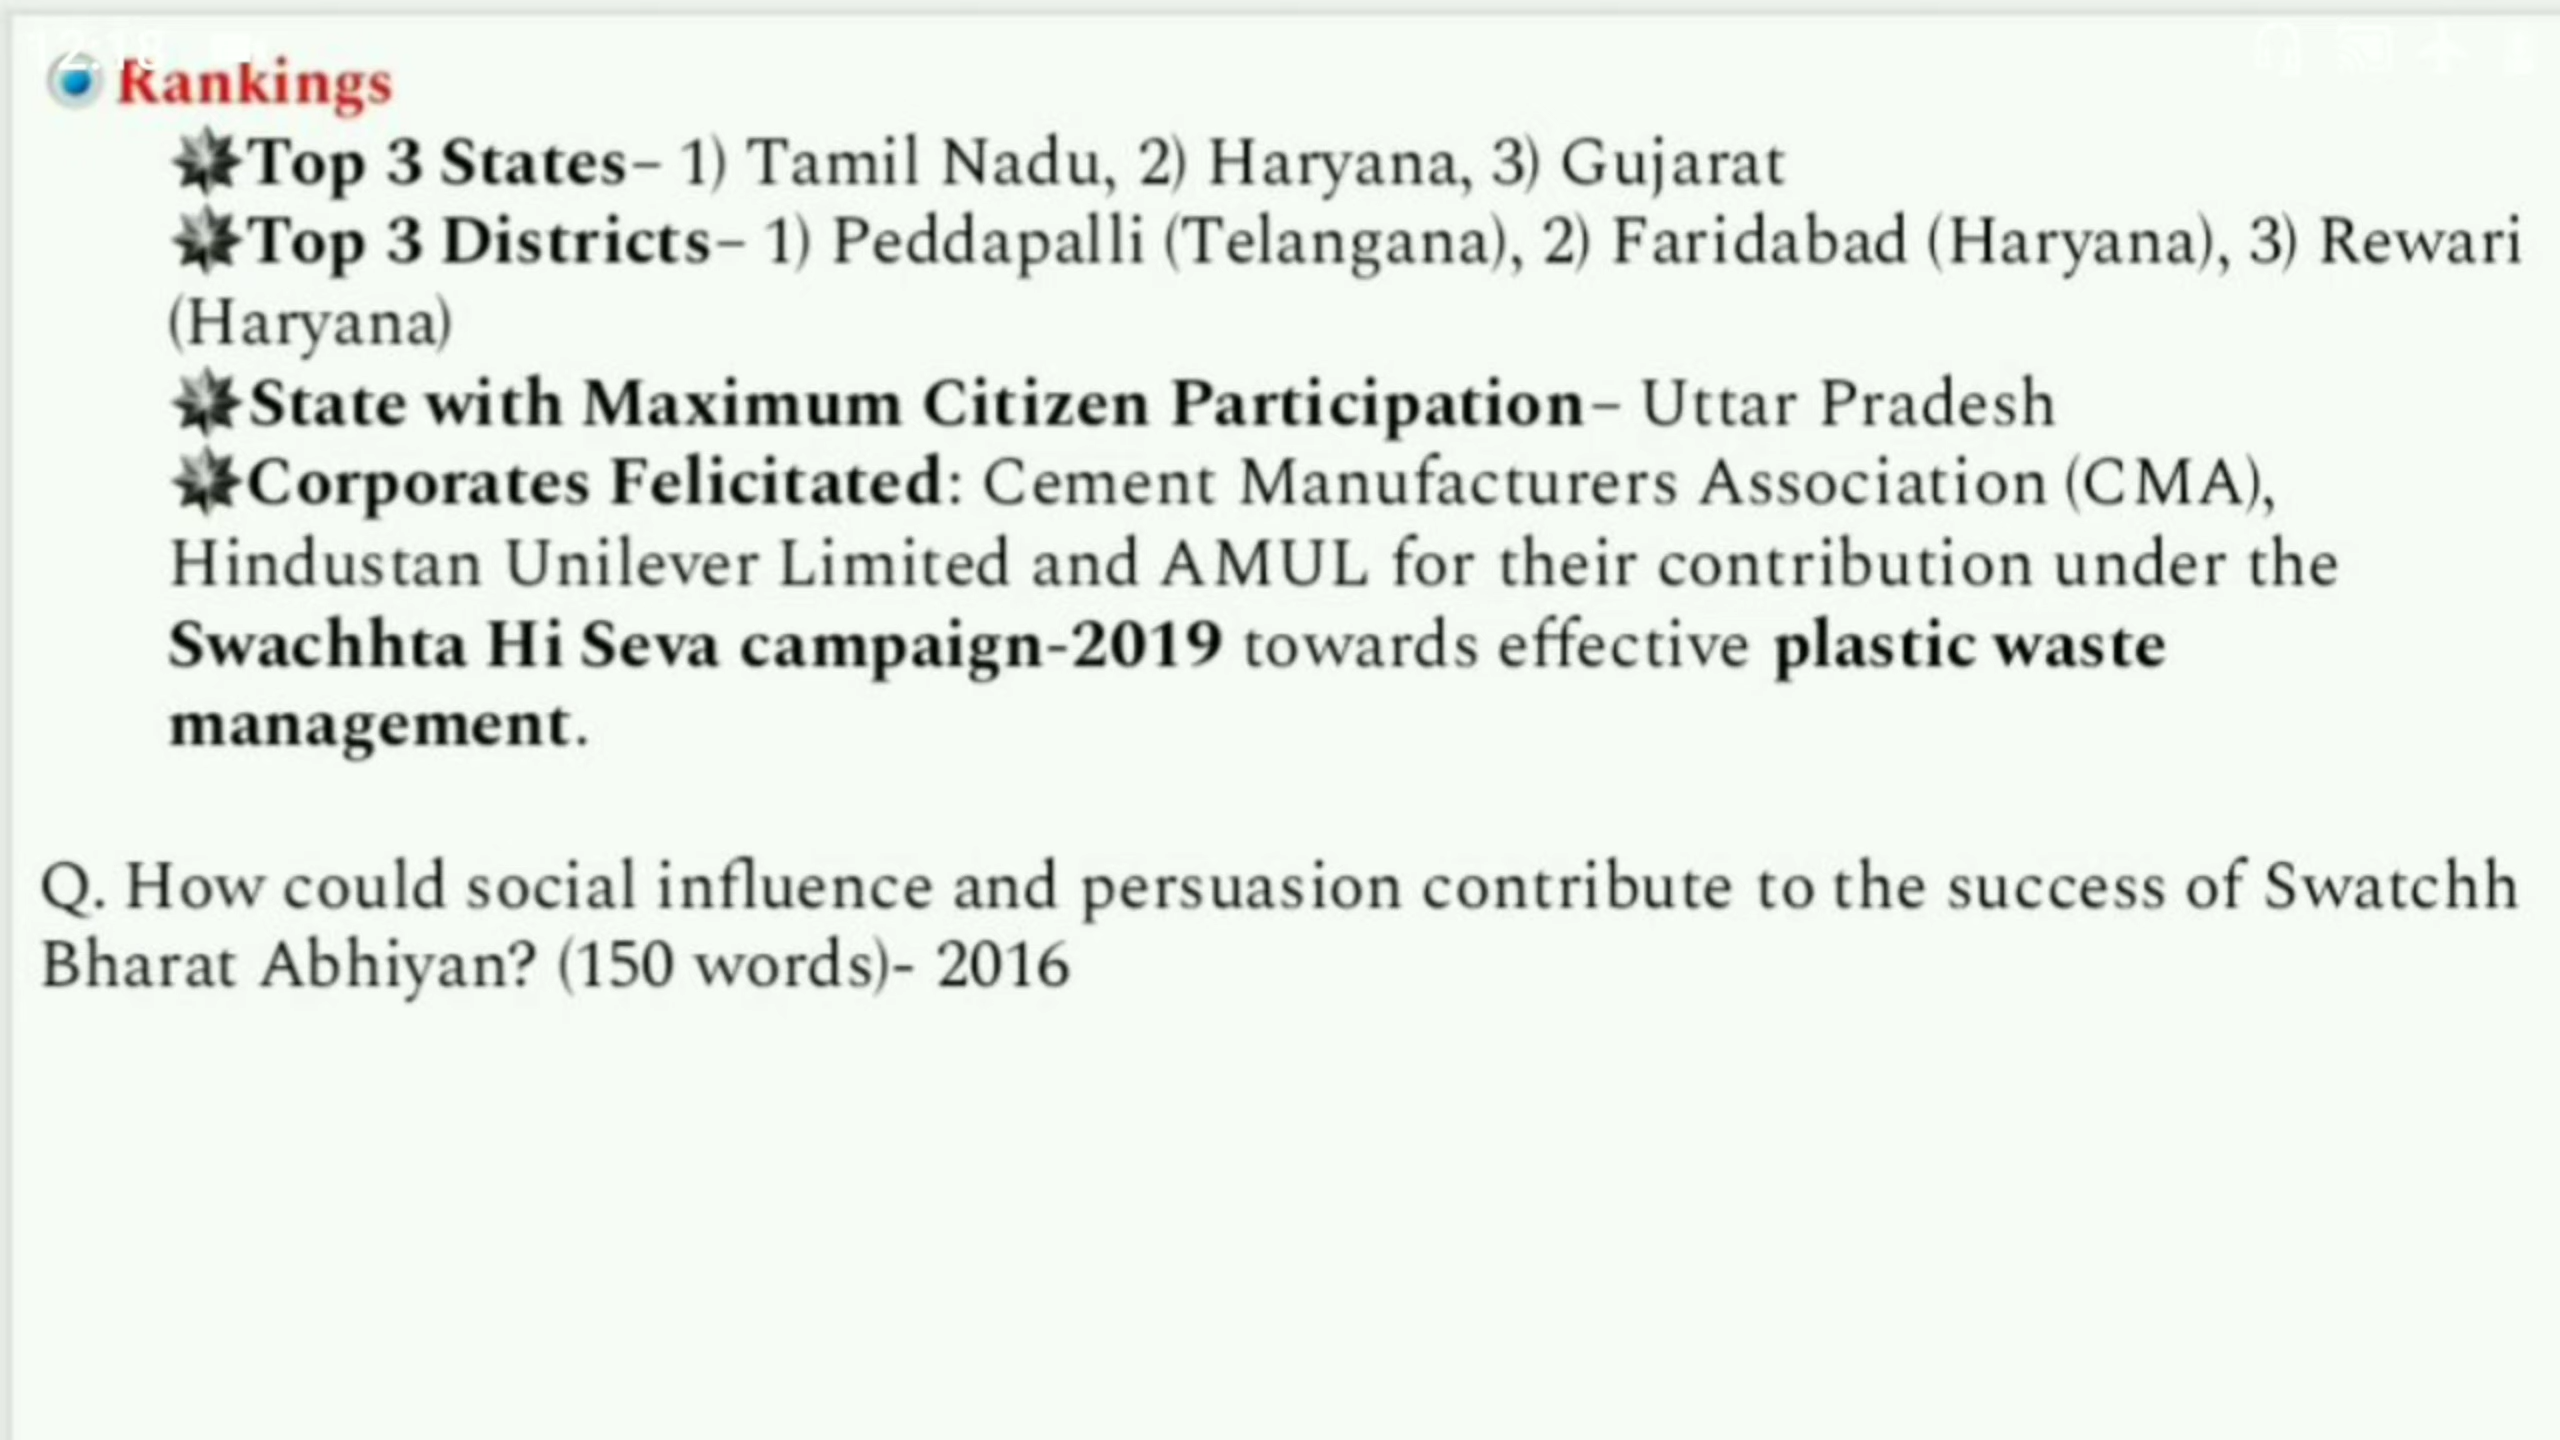 12:18
Rankings
Top 3 States– 1) Tamil Nadu, 2) Haryana, 3) Gujarat
Top 3 Districts– 1) Peddapalli (Telangana), 2) Faridabad (Haryana), 3) Rewari
(Haryana)
State with Maximum Citizen Participation– Uttar Pradesh
Corporates Felicitated: Cement Manufacturers Association (CMA),
Hindustan Unilever Limited and AMUL for their contribution under the
Swachhta Hi Seva campaign-2019 towards effective plastic waste
management.
Q. How could social influence and persuasion contribute to the success of Swatchh
Bharat Abhiyan? (150 words)- 2016